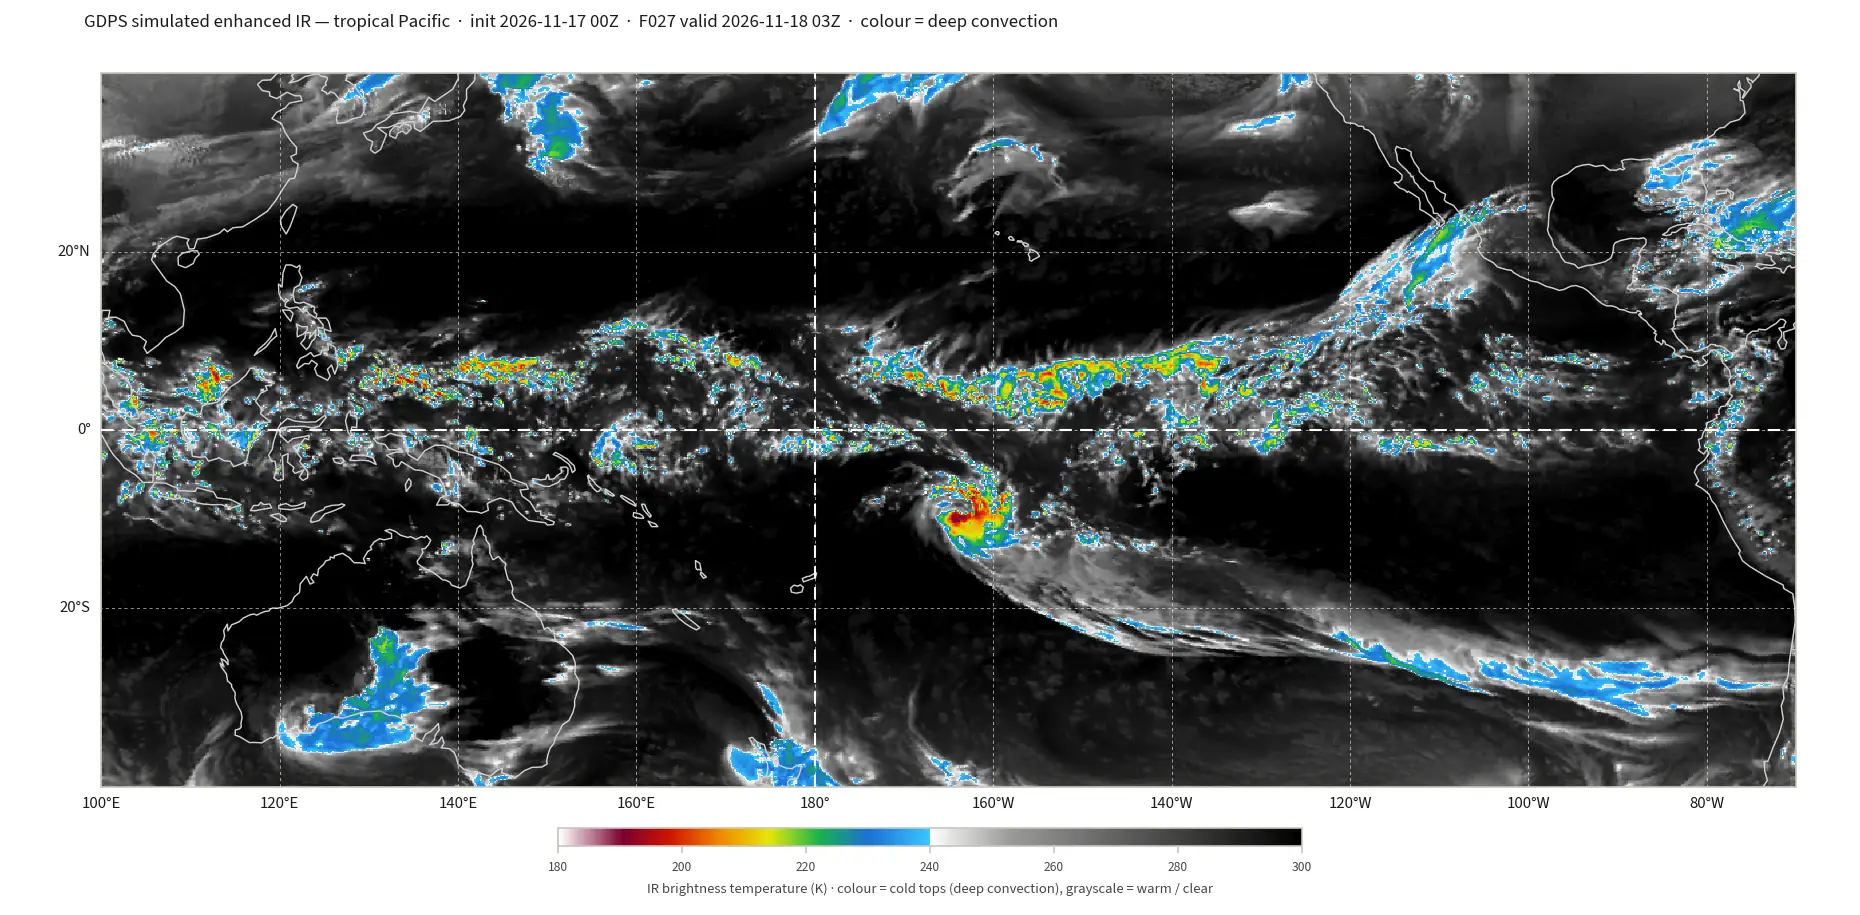 GDPS simulated enhanced IR — tropical Pacific · init 2026-11-17 00Z · F027 valid 2026-11-18 03Z · colour = deep convection
20°N
0°
20°S
100°E 120°E 140°E 160°E 180° 160°W 140°W 120°W 100°W 80°W
180 200 220 240 260 280 300
IR brightness temperature (K) · colour = cold tops (deep convection), grayscale = warm / clear